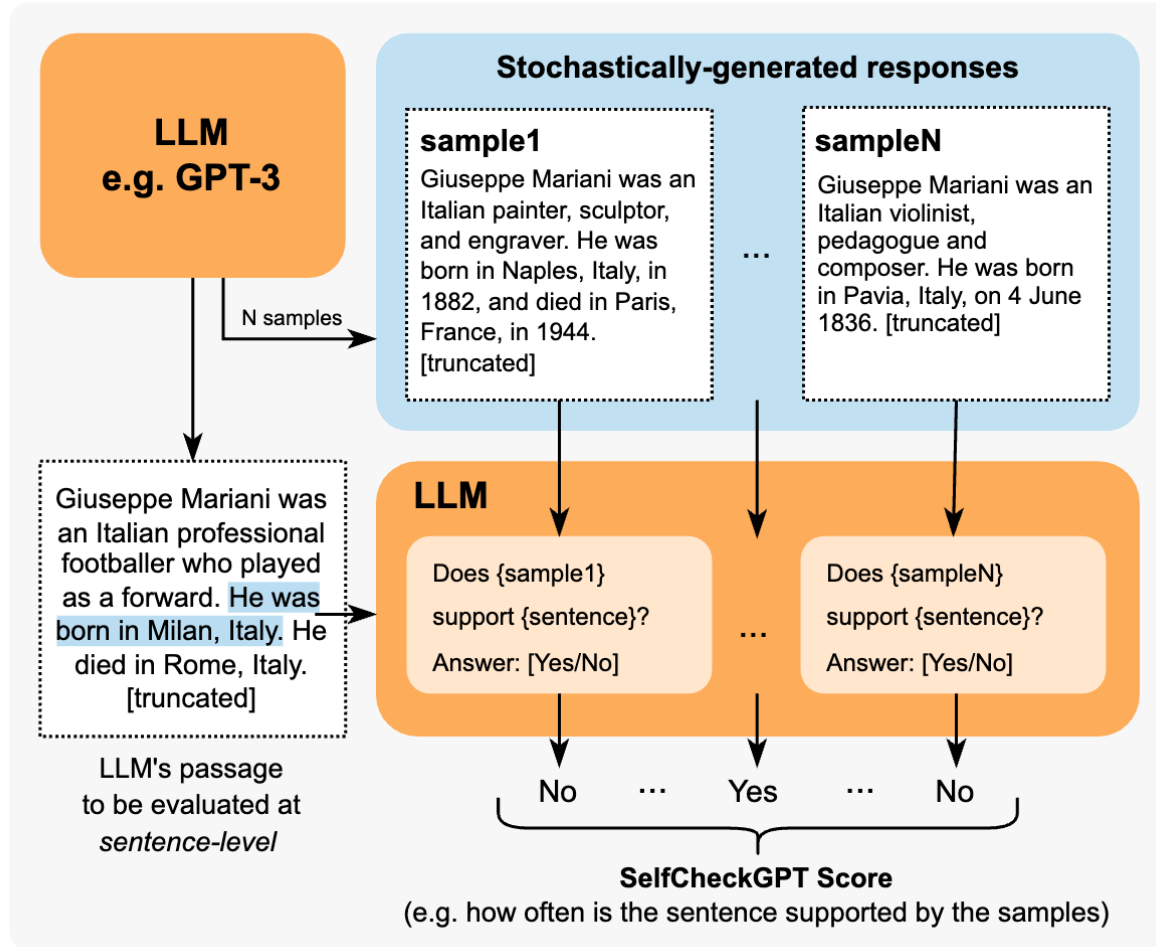 LLM
e.g. GPT-3
N samples
Stochastically-generated responses
sample1
Giuseppe Mariani was an
Italian painter, sculptor,
and engraver. He was
born in Naples, Italy, in
1882, and died in Paris,
France, in 1944.
[truncated]
...
sampleN
Giuseppe Mariani was an
Italian violinist,
pedagogue and
composer. He was born
in Pavia, Italy, on 4 June
1836. [truncated]
Giuseppe Mariani was
an Italian professional
footballer who played
as a forward. He was
born in Milan, Italy. He
died in Rome, Italy.
[truncated]
LLM's passage
to be evaluated at
sentence-level
LLM
Does {sample1}
support {sentence}?
Answer: [Yes/No]
...
Does {sampleN}
support {sentence}?
Answer: [Yes/No]
No ... Yes ... No
SelfCheckGPT Score
(e.g. how often is the sentence supported by the samples)